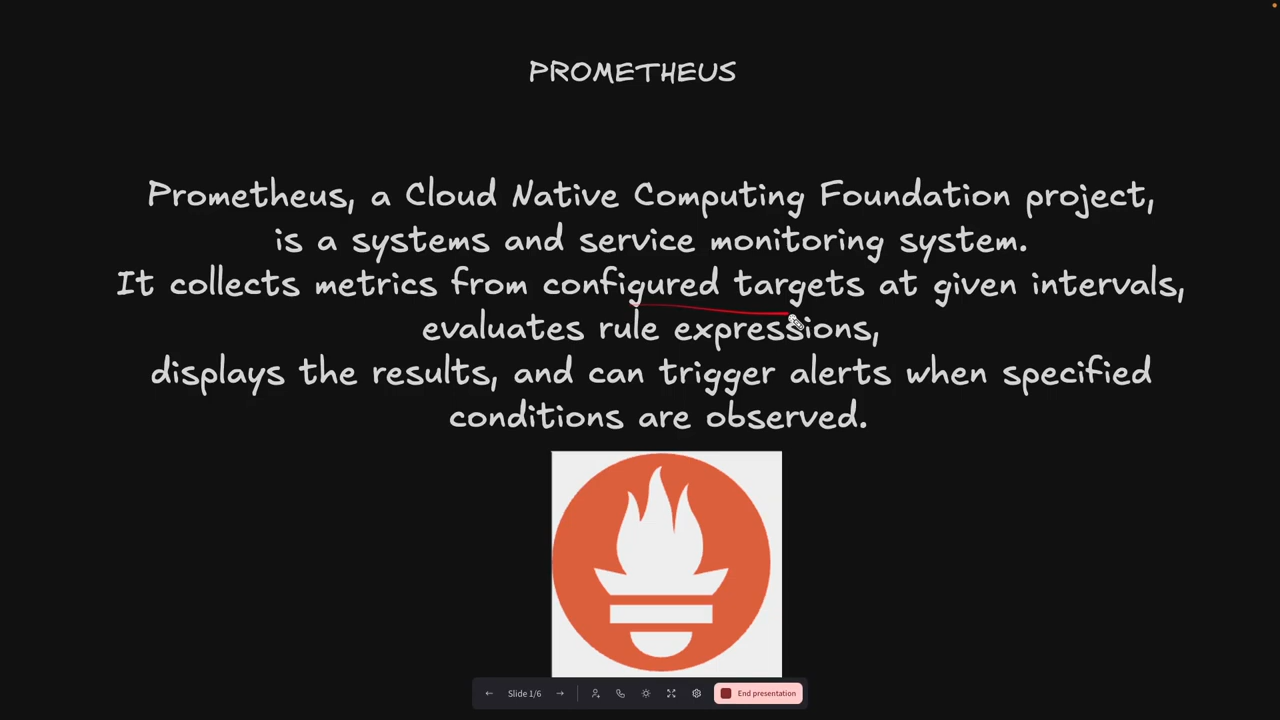 PROMETHEUS
Prometheus, a Cloud Native Computing Foundation project,
is a systems and service monitoring system.
It collects metrics from configured targets at given intervals,
evaluates rule expressions,
displays the results, and can trigger alerts when specified
conditions are observed.
Slide 1/6
End presentation